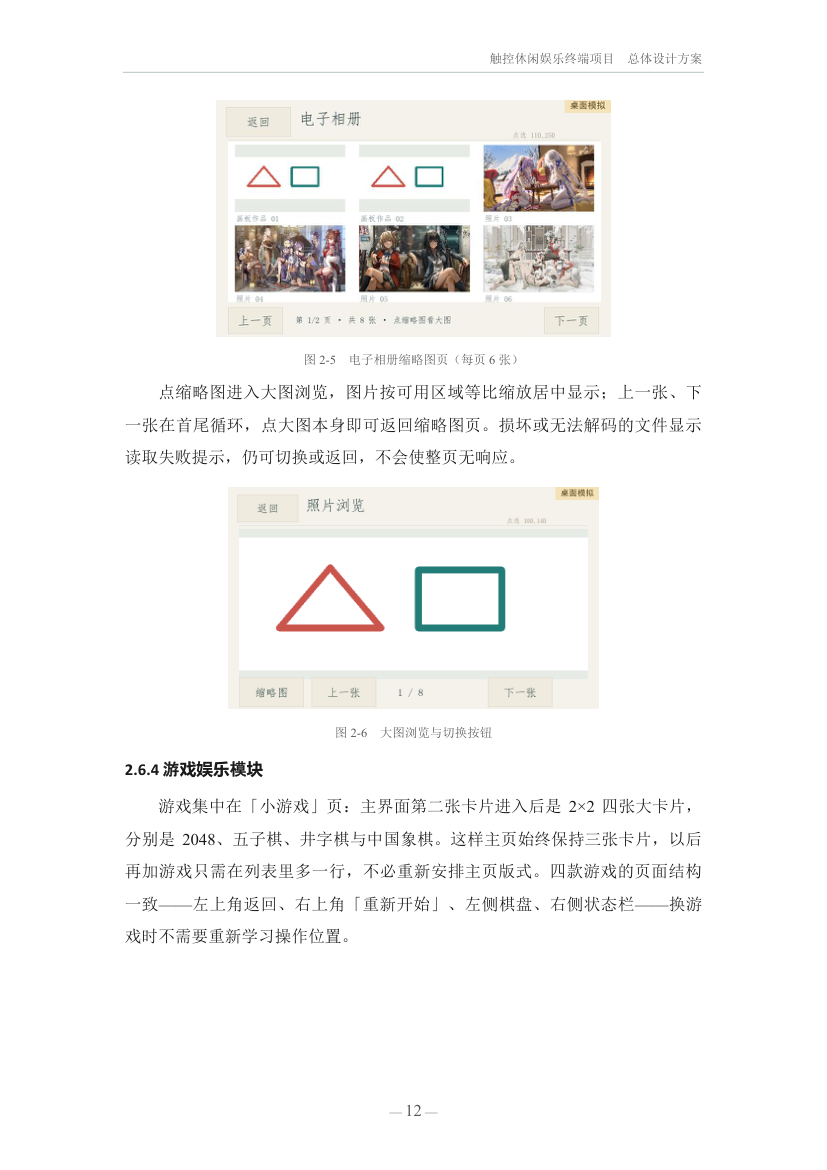 触控休闲娱乐终端项目　总体设计方案
桌面模拟
返回
电子相册
点选 110,250
画板作品 01
画板作品 02
照片 03
照片 04
照片 05
照片 06
上一页
第 1/2 页 · 共 8 张 · 点缩略图看大图
下一页
图 2-5　电子相册缩略图页（每页 6 张）
点缩略图进入大图浏览，图片按可用区域等比缩放居中显示；上一张、下
一张在首尾循环，点大图本身即可返回缩略图页。损坏或无法解码的文件显示
读取失败提示，仍可切换或返回，不会使整页无响应。
桌面模拟
返回
照片浏览
点选 160,140
缩略图
上一张
1 / 8
下一张
图 2-6　大图浏览与切换按钮
2.6.4 游戏娱乐模块
游戏集中在「小游戏」页：主界面第二张卡片进入后是 2×2 四张大卡片，
分别是 2048、五子棋、井字棋与中国象棋。这样主页始终保持三张卡片，以后
再加游戏只需在列表里多一行，不必重新安排主页版式。四款游戏的页面结构
一致——左上角返回、右上角「重新开始」、左侧棋盘、右侧状态栏——换游
戏时不需要重新学习操作位置。
— 12 —